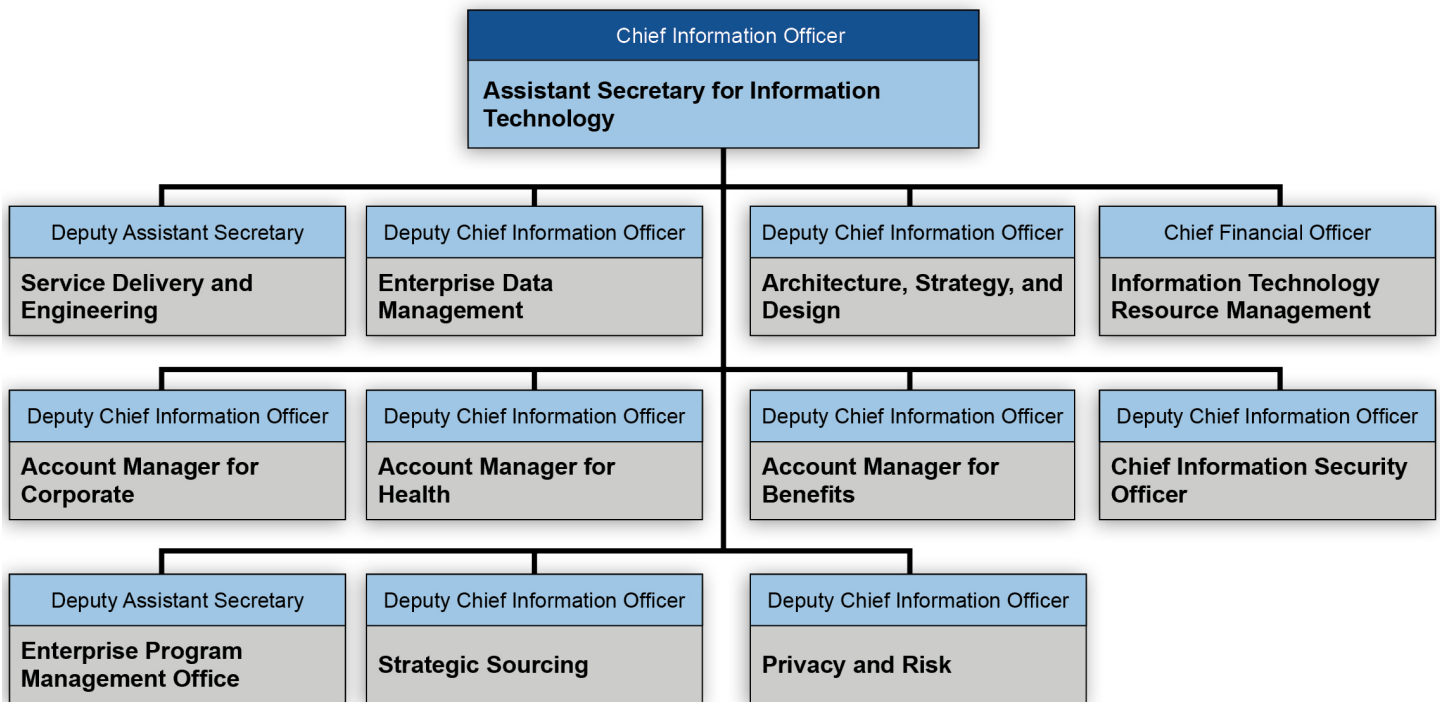 Chief Information Officer
Assistant Secretary for Information
Technology
Deputy Assistant Secretary
Service Delivery and
Engineering
Deputy Chief Information Officer
Enterprise Data
Management
Deputy Chief Information Officer
Architecture, Strategy, and
Design
Chief Financial Officer
Information Technology
Resource Management
Deputy Chief Information Officer
Account Manager for
Corporate
Deputy Chief Information Officer
Account Manager for
Health
Deputy Chief Information Officer
Account Manager for
Benefits
Deputy Chief Information Officer
Chief Information Security
Officer
Deputy Assistant Secretary
Enterprise Program
Management Office
Deputy Chief Information Officer
Strategic Sourcing
Deputy Chief Information Officer
Privacy and Risk